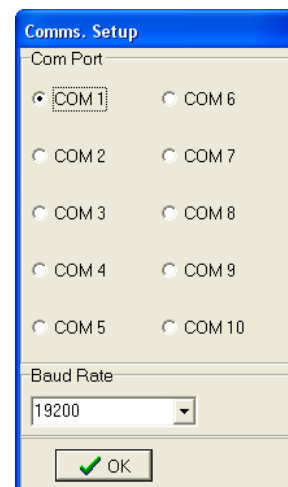 Comms. Setup
Com Port
COM 1 COM 6
COM 2 COM 7
COM 3 COM 8
COM 4 COM 9
COM 5 COM 10
Baud Rate
19200
OK